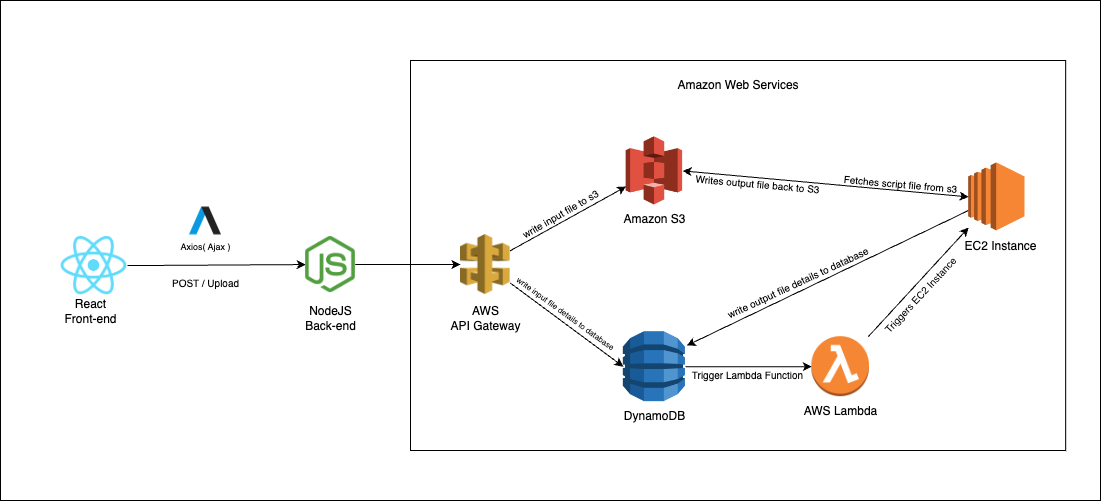 Amazon Web Services
Axios( Ajax )
POST / Upload
React
Front-end
JS
NodeJS
Back-end
AWS
API Gateway
write input file to s3
write input file details to database
Amazon S3
Writes output file back to S3
Fetches script file from s3
EC2 Instance
write output file details to database
Triggers EC2 Instance
DynamoDB
Trigger Lambda Function
λ
AWS Lambda